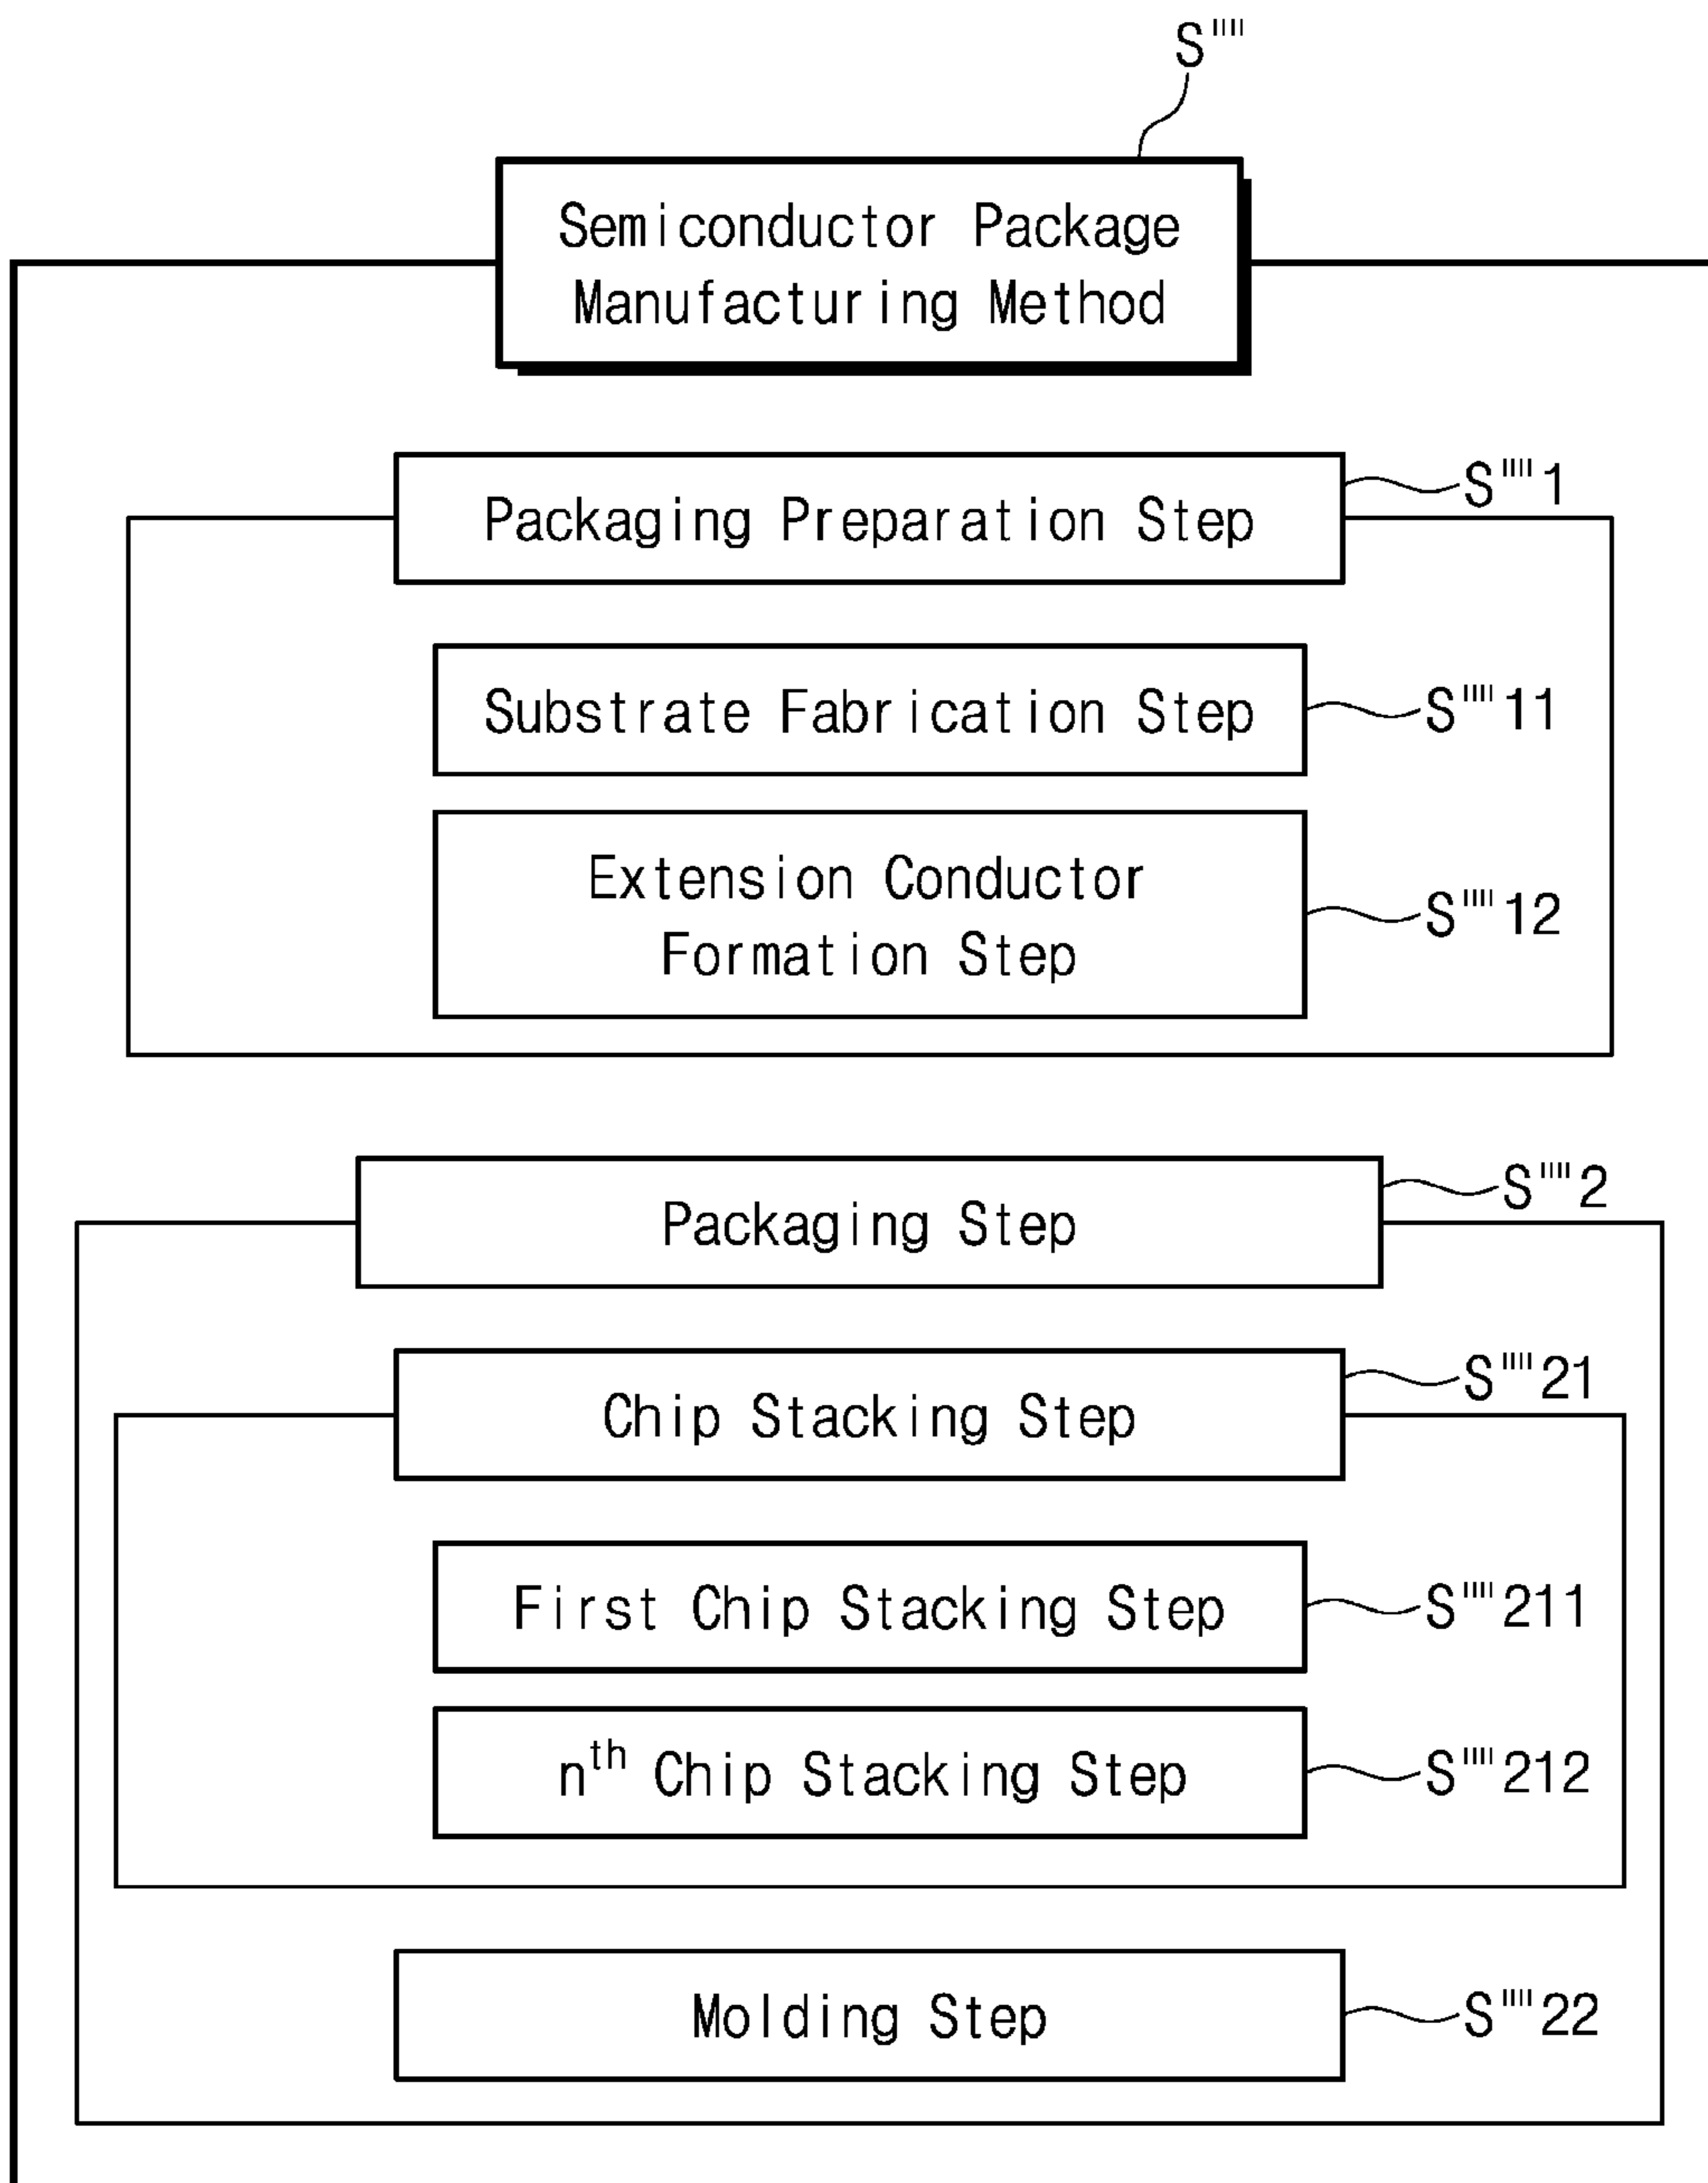 S''''
Semiconductor Package
Manufacturing Method
Packaging Preparation Step
S''''1
Substrate Fabrication Step
S''''11
Extension Conductor
Formation Step
S''''12
Packaging Step
S''''2
Chip Stacking Step
S''''21
First Chip Stacking Step
S''''211
nth Chip Stacking Step
S''''212
Molding Step
S''''22